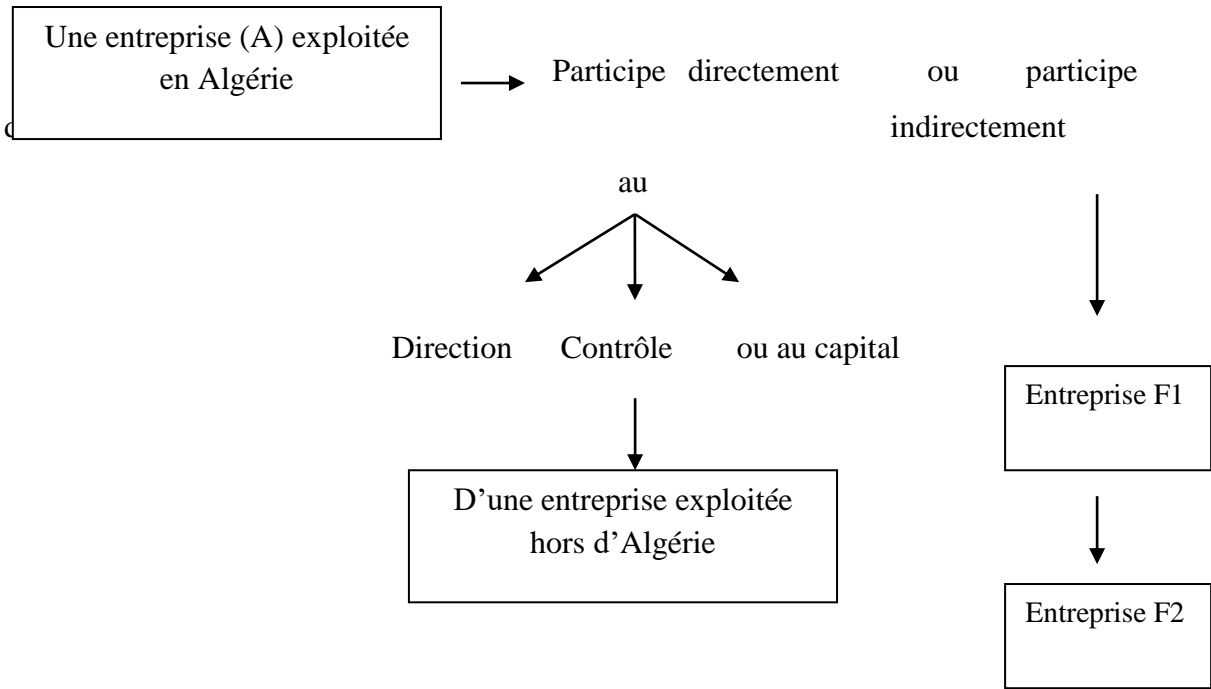 Une entreprise (A) exploitée
en Algérie
Participe directement ou participe
indirectement
au
Direction Contrôle ou au capital
Entreprise F1
D’une entreprise exploitée
hors d’Algérie
Entreprise F2